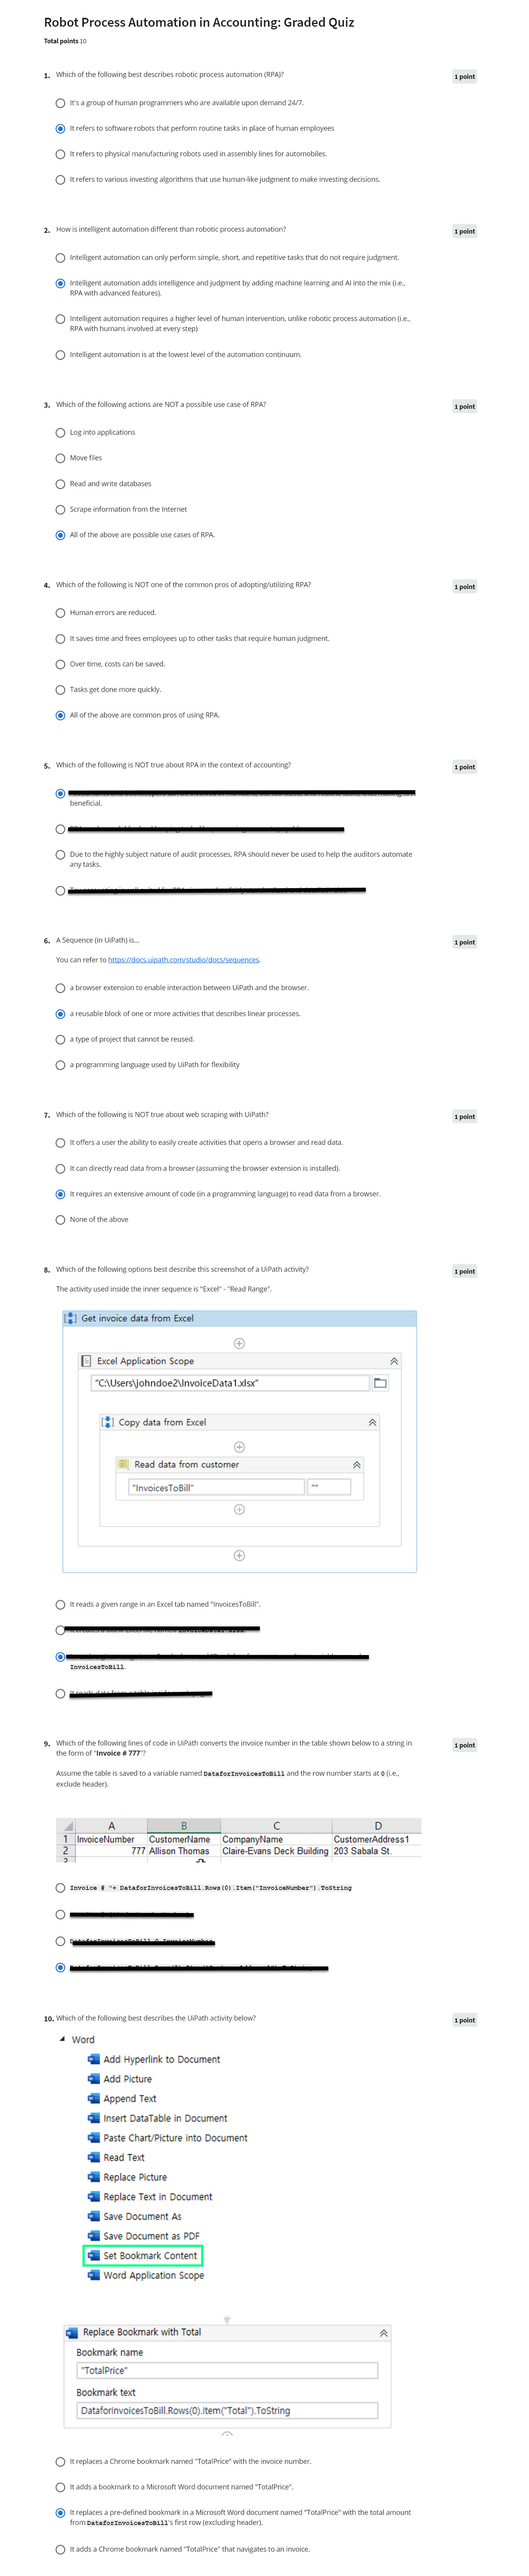 Robot Process Automation in Accounting: Graded Quiz
Total points 10
1. Which of the following best describes robotic process automation (RPA)?
1 point
It's a group of human programmers who are available upon demand 24/7.
It refers to software robots that perform routine tasks in place of human employees
It refers to physical manufacturing robots used in assembly lines for automobiles.
It refers to various investing algorithms that use human-like judgment to make investing decisions.
2. How is intelligent automation different than robotic process automation?
1 point
Intelligent automation can only perform simple, short, and repetitive tasks that do not require judgment.
Intelligent automation adds intelligence and judgment by adding machine learning and AI into the mix (i.e.,
RPA with advanced features).
Intelligent automation requires a higher level of human intervention, unlike robotic process automation (i.e.,
RPA with humans involved at every step)
Intelligent automation is at the lowest level of the automation continuum.
3. Which of the following actions are NOT a possible use case of RPA?
1 point
Log into applications
Move files
Read and write databases
Scrape information from the Internet
All of the above are possible use cases of RPA.
4. Which of the following is NOT one of the common pros of adopting/utilizing RPA?
1 point
Human errors are reduced.
It saves time and frees employees up to other tasks that require human judgment.
Over time, costs can be saved.
Tasks get done more quickly.
All of the above are common pros of using RPA.
5. Which of the following is NOT true about RPA in the context of accounting?
1 point
beneficial.
Due to the highly subject nature of audit processes, RPA should never be used to help the auditors automate
any tasks.
6. A Sequence (in UiPath) is...
1 point
You can refer to https://docs.uipath.com/studio/docs/sequences.
a browser extension to enable interaction between UiPath and the browser.
a reusable block of one or more activities that describes linear processes.
a type of project that cannot be reused.
a programming language used by UiPath for flexibility
7. Which of the following is NOT true about web scraping with UiPath?
1 point
It offers a user the ability to easily create activities that opens a browser and read data.
It can directly read data from a browser (assuming the browser extension is installed).
It requires an extensive amount of code (in a programming language) to read data from a browser.
None of the above
8. Which of the following options best describe this screenshot of a UiPath activity?
1 point
The activity used inside the inner sequence is "Excel" - "Read Range".
Get invoice data from Excel
Excel Application Scope
"C:\Users\johndoe2\InvoiceData1.xlsx"
Copy data from Excel
Read data from customer
"InvoicesToBill" ""
It reads a given range in an Excel tab named "InvoicesToBill".
InvoicesToBill.
9. Which of the following lines of code in UiPath converts the invoice number in the table shown below to a string in
the form of "Invoice # 777"?
1 point
Assume the table is saved to a variable named DataforInvoicesToBill and the row number starts at 0 (i.e.,
exclude header).
A B C D
1 InvoiceNumber CustomerName CompanyName CustomerAddress1
2 777 Allison Thomas Claire-Evans Deck Building 203 Sabala St.
Invoice # "+ DataforInvoicesToBill.Rows(0).Item("InvoiceNumber").ToString
10. Which of the following best describes the UiPath activity below?
1 point
Word
Add Hyperlink to Document
Add Picture
Append Text
Insert DataTable in Document
Paste Chart/Picture into Document
Read Text
Replace Picture
Replace Text in Document
Save Document As
Save Document as PDF
Set Bookmark Content
Word Application Scope
Replace Bookmark with Total
Bookmark name
"TotalPrice"
Bookmark text
DataforInvoicesToBill.Rows(0).Item("Total").ToString
It replaces a Chrome bookmark named "TotalPrice" with the invoice number.
It adds a bookmark to a Microsoft Word document named "TotalPrice".
It replaces a pre-defined bookmark in a Microsoft Word document named "TotalPrice" with the total amount
from DataforInvoicesToBill's first row (excluding header).
It adds a Chrome bookmark named "TotalPrice" that navigates to an invoice.